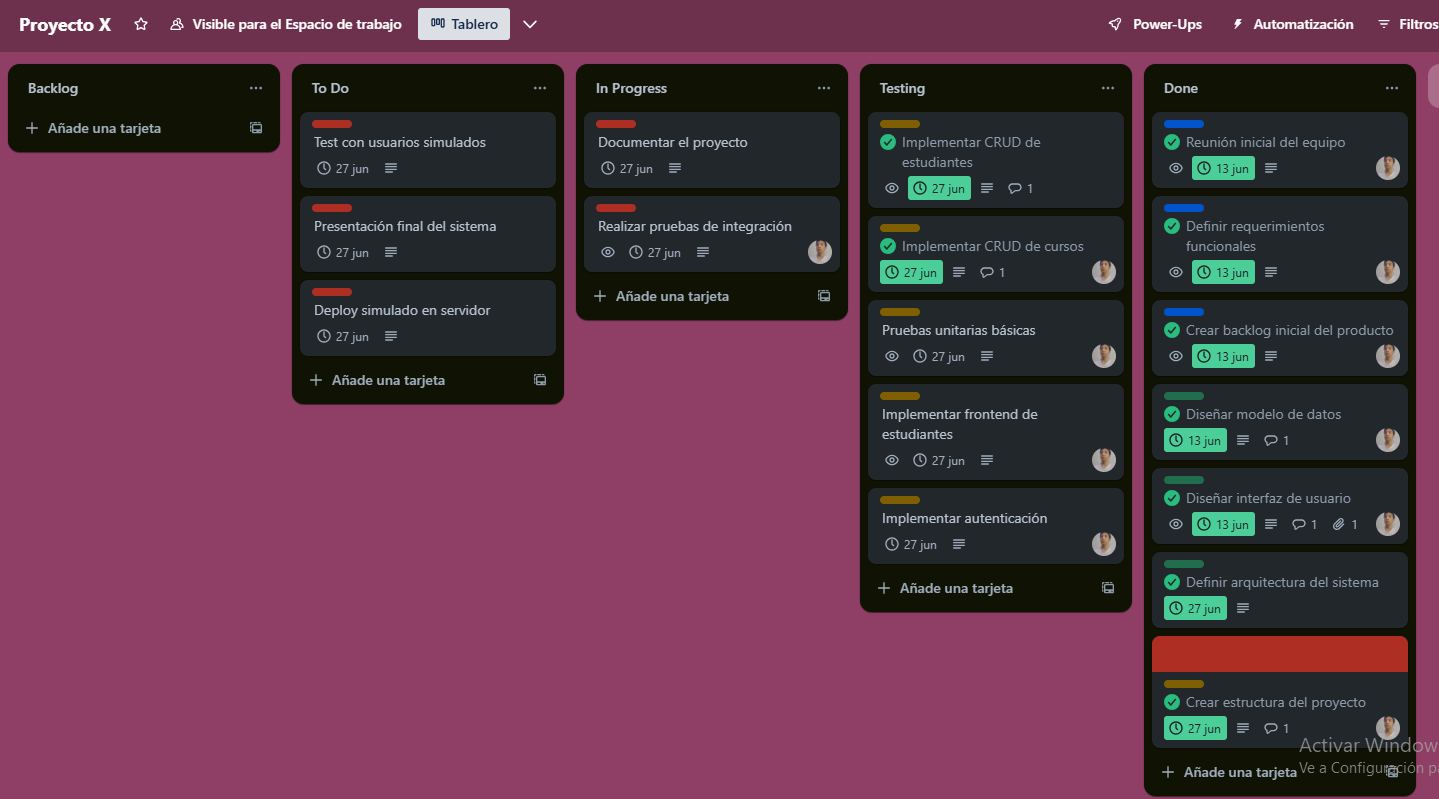 Proyecto X
Visible para el Espacio de trabajo
Tablero
Power-Ups
Automatización
Filtros
Backlog
Añade una tarjeta
To Do
Test con usuarios simulados
27 jun
Presentación final del sistema
27 jun
Deploy simulado en servidor
27 jun
Añade una tarjeta
In Progress
Documentar el proyecto
27 jun
Realizar pruebas de integración
27 jun
Añade una tarjeta
Testing
Implementar CRUD de
estudiantes
27 jun 1
Implementar CRUD de cursos
27 jun 1
Pruebas unitarias básicas
27 jun
Implementar frontend de
estudiantes
27 jun
Implementar autenticación
27 jun
Añade una tarjeta
Done
Reunión inicial del equipo
13 jun
Definir requerimientos
funcionales
13 jun
Crear backlog inicial del producto
13 jun
Diseñar modelo de datos
13 jun 1
Diseñar interfaz de usuario
13 jun 1 1
Definir arquitectura del sistema
27 jun
Crear estructura del proyecto
27 jun 1
Añade una tarjeta
Activar Window
Ve a Configuración pa